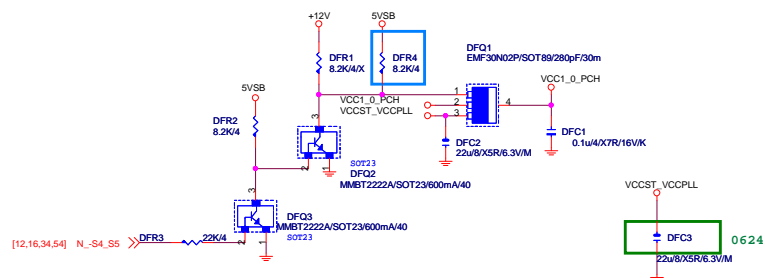 +12V
5VSB
DFQ1
EMF30N02P/SOT89/280pF/30m
DFR1
8.2K/4/X
DFR4
8.2K/4
VCC1_0_PCH
5VSB
1
VCC1_0_PCH
2
4
VCCST_VCCPLL
3
DFR2
8.2K/4
3
DFC1
0.1u/4/X7R/16V/K
DFC2
22u/8/X5R/6.3V/M
2
1
SOT23
DFQ2
MMBT2222A/SOT23/600mA/40
VCCST_VCCPLL
3
DFQ3
MMBT2222A/SOT23/600mA/40
[12,16,34,54] N_-S4_S5
DFR3
22K/4
2
1
SOT23
DFC3
0624
22u/8/X5R/6.3V/M